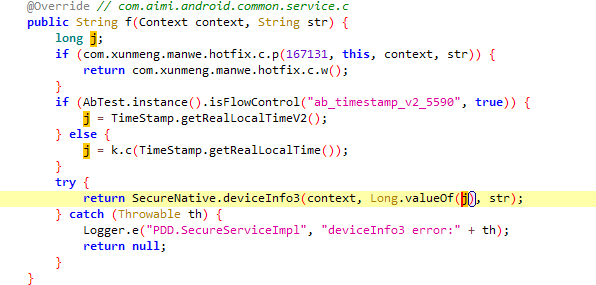 @Override // com.aimi.android.common.service.c
public String f(Context context, String str) {
long j;
if (com.xunmeng.manwe.hotfix.c.p(167131, this, context, str)) {
return com.xunmeng.manwe.hotfix.c.w();
}
if (AbTest.instance().isFlowControl("ab_timestamp_v2_5590", true)) {
j = TimeStamp.getRealLocalTimeV2();
} else {
j = k.c(TimeStamp.getRealLocalTime());
}
try {
return SecureNative.deviceInfo3(context, Long.valueOf(j), str);
} catch (Throwable th) {
Logger.e("PDD.SecureServiceImpl", "deviceInfo3 error:" + th);
return null;
}
}